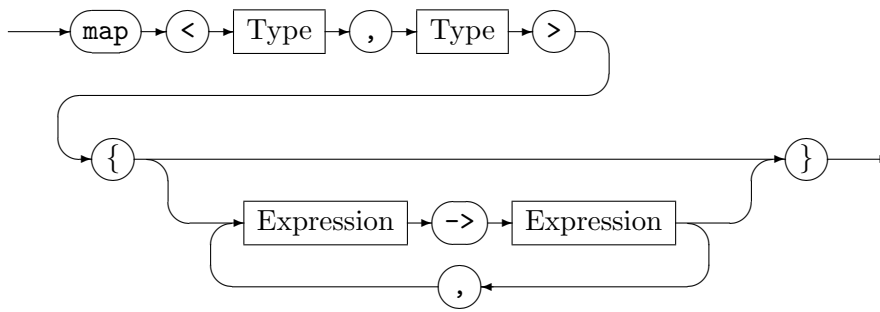 map < Type , Type >
{ }
Expression -> Expression
,